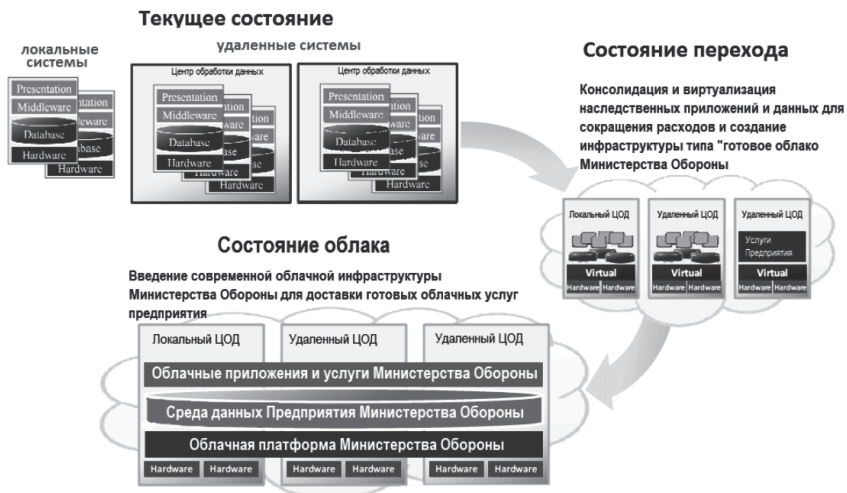 Текущее состояние
локальные
системы
удаленные системы
Presentation
Middleware
Database
Hardware
Hardware
Центр обработки данных
Presentation
Middleware
Database
Hardware
Hardware
Hardware
Центр обработки данных
Presentation
Middleware
Database
Hardware
Hardware
Hardware
Состояние перехода
Консолидация и виртуализация
наследственных приложений и данных для
сокращения расходов и создание
инфраструктуры типа "готовое облако
Министерства Обороны
Локальный ЦОД
Virtual
Hardware Hardware
Удаленный ЦОД
Virtual
Hardware Hardware
Удаленный ЦОД
Услуги
Предприятия
Virtual
Hardware Hardware
Состояние облака
Введение современной облачной инфраструктуры
Министерства Обороны для доставки готовых облачных услуг
предприятия
Локальный ЦОД
Удаленный ЦОД
Удаленный ЦОД
Облачные приложения и услуги Министерства Обороны
Среда данных Предприятия Министерства Обороны
Облачная платформа Министерства Обороны
Hardware Hardware Hardware Hardware Hardware Hardware